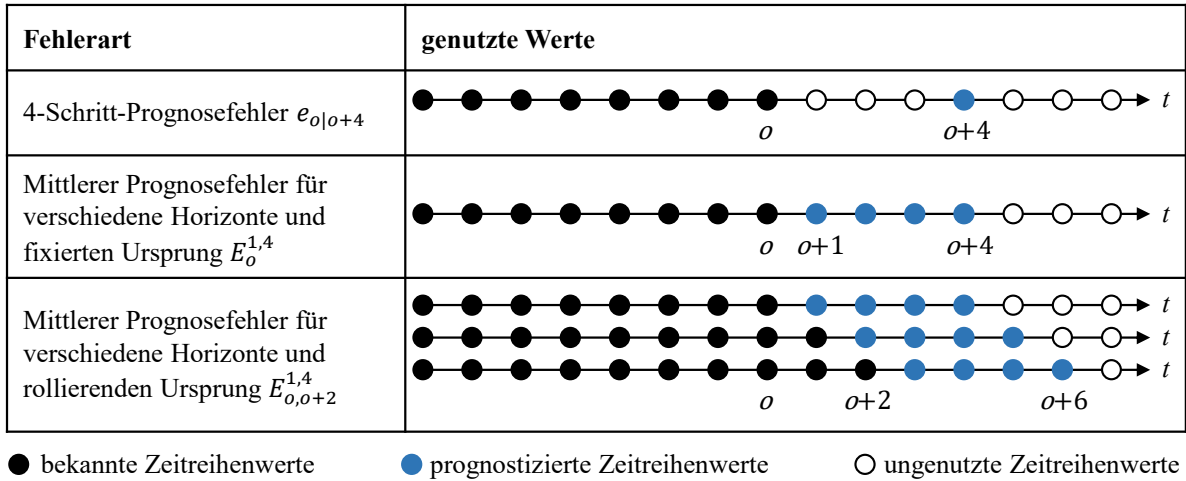 Fehlerart
genutzte Werte
4-Schritt-Prognosefehler e_{o|o+4}
t
o
o+4
Mittlerer Prognosefehler für
verschiedene Horizonte und
fixierten Ursprung E_o^{1,4}
t
o
o+1
o+4
Mittlerer Prognosefehler für
verschiedene Horizonte und
rollierenden Ursprung E_{o,o+2}^{1,4}
t
t
t
o
o+2
o+6
bekannte Zeitreihenwerte
prognostizierte Zeitreihenwerte
ungenutzte Zeitreihenwerte